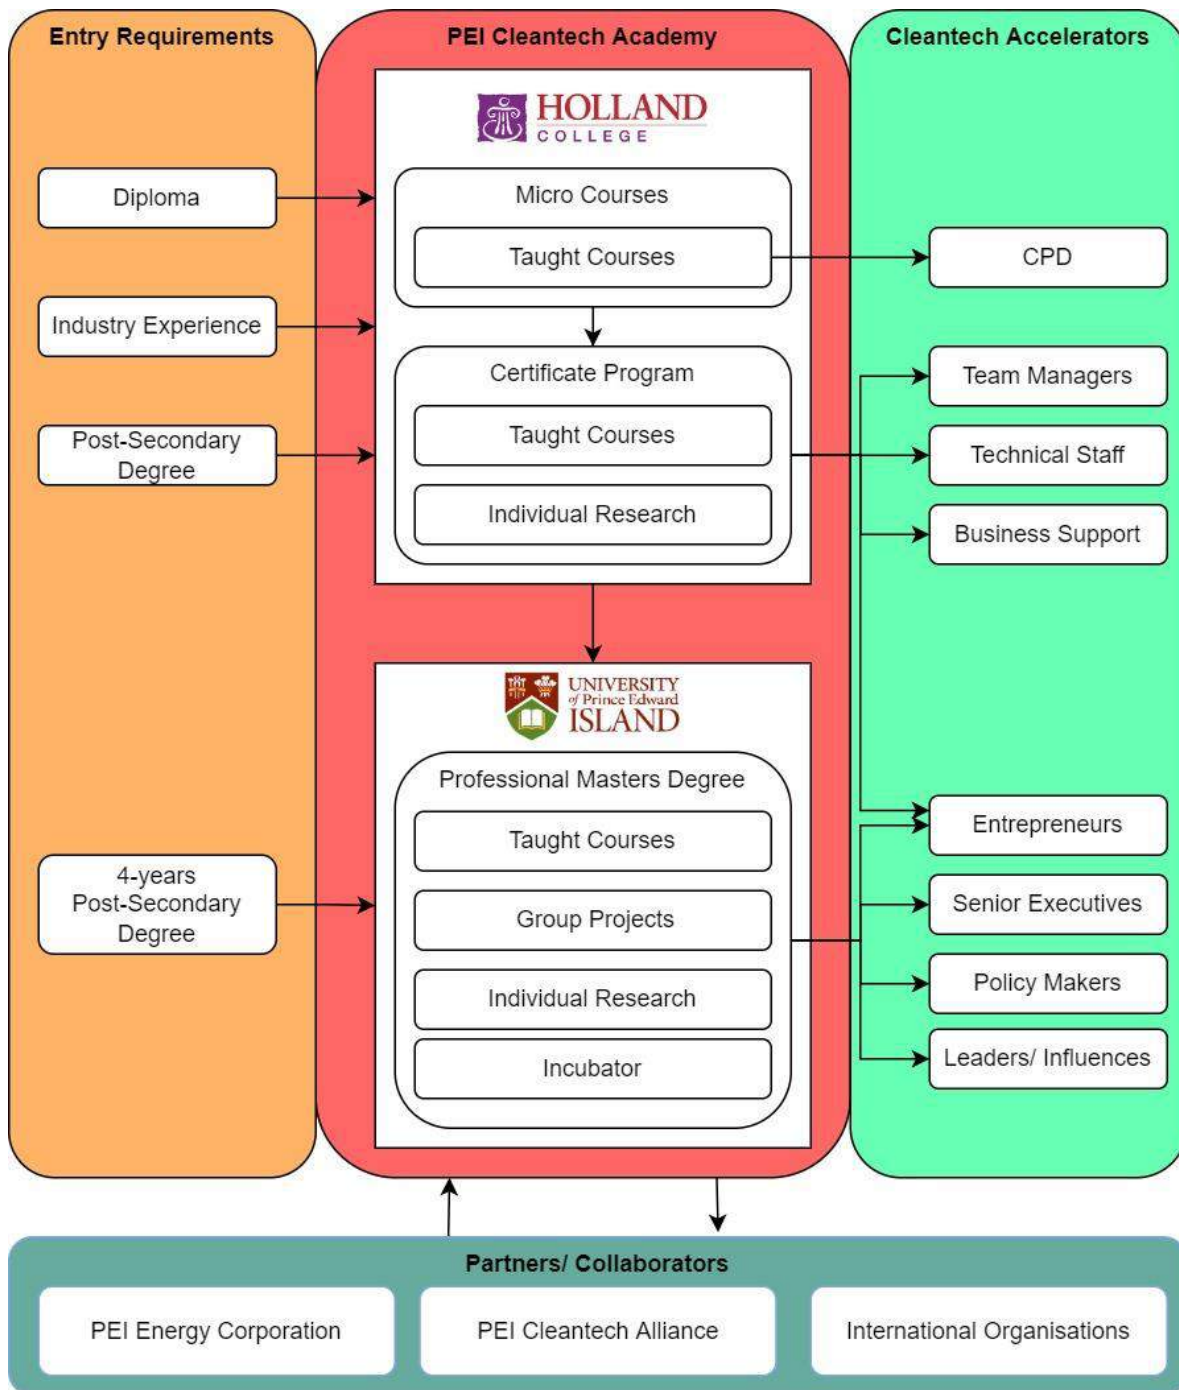 Entry Requirements
Diploma
Industry Experience
Post-Secondary
Degree
4-years
Post-Secondary
Degree
PEI Cleantech Academy
HOLLAND
COLLEGE
Micro Courses
Taught Courses
Certificate Program
Taught Courses
Individual Research
UNIVERSITY
of Prince Edward
ISLAND
Professional Masters Degree
Taught Courses
Group Projects
Individual Research
Incubator
Cleantech Accelerators
CPD
Team Managers
Technical Staff
Business Support
Entrepreneurs
Senior Executives
Policy Makers
Leaders/ Influences
Partners/ Collaborators
PEI Energy Corporation
PEI Cleantech Alliance
International Organisations